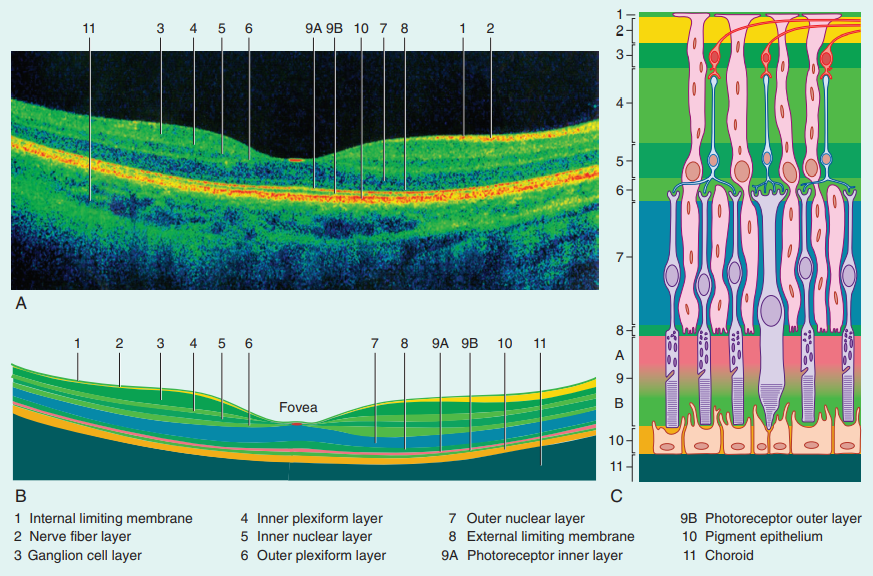 11 3 4 5 6 9A 9B 10 7 8 1 2
A
1 2 3 4 5 6 7 8 9A 9B 10 11
Fovea
B
1
2
3
4
5
6
7
8
A
9
B
10
11
C
1 Internal limiting membrane
2 Nerve fiber layer
3 Ganglion cell layer
4 Inner plexiform layer
5 Inner nuclear layer
6 Outer plexiform layer
7 Outer nuclear layer
8 External limiting membrane
9A Photoreceptor inner layer
9B Photoreceptor outer layer
10 Pigment epithelium
11 Choroid